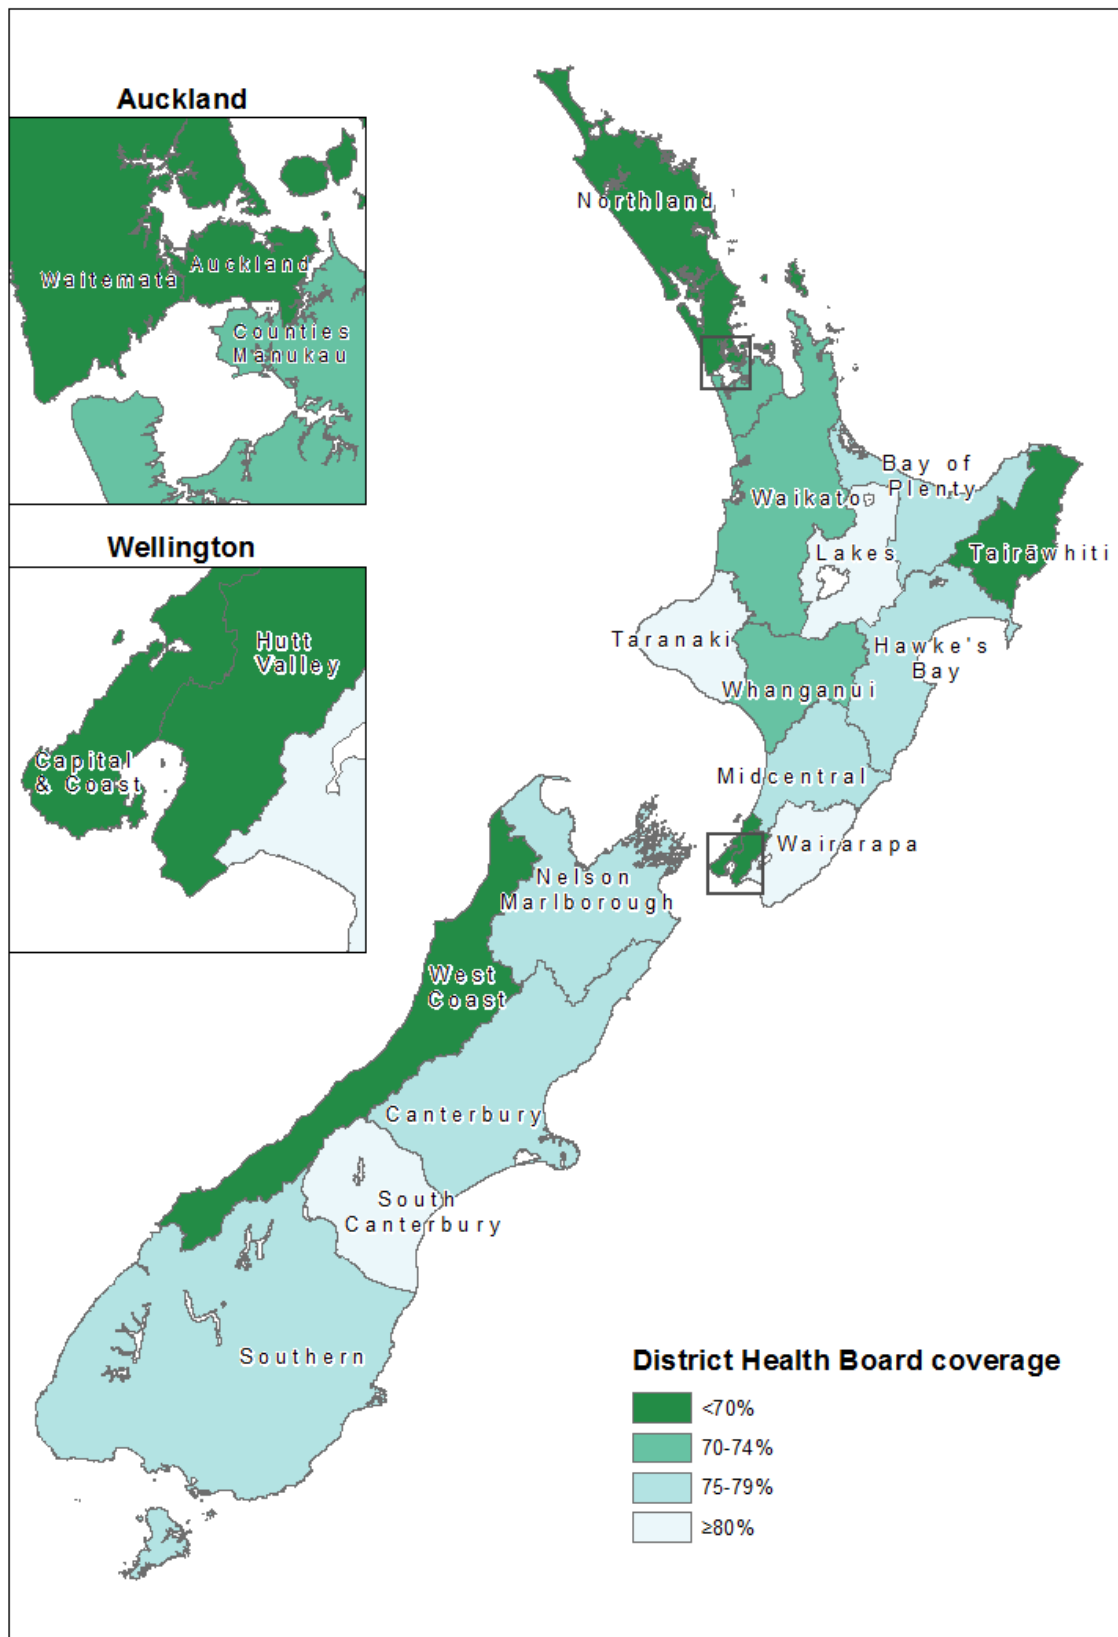 Auckland
Waitemata
Auckland
Counties
Manukau
Wellington
Hutt
Valley
Capital
& Coast
Northland
Bay of
Plenty
Waikato
Lakes
Tairāwhiti
Taranaki
Hawke's
Bay
Whanganui
Midcentral
Wairarapa
Nelson
Marlborough
West
Coast
Canterbury
South
Canterbury
Southern
District Health Board coverage
<70%
70-74%
75-79%
≥80%